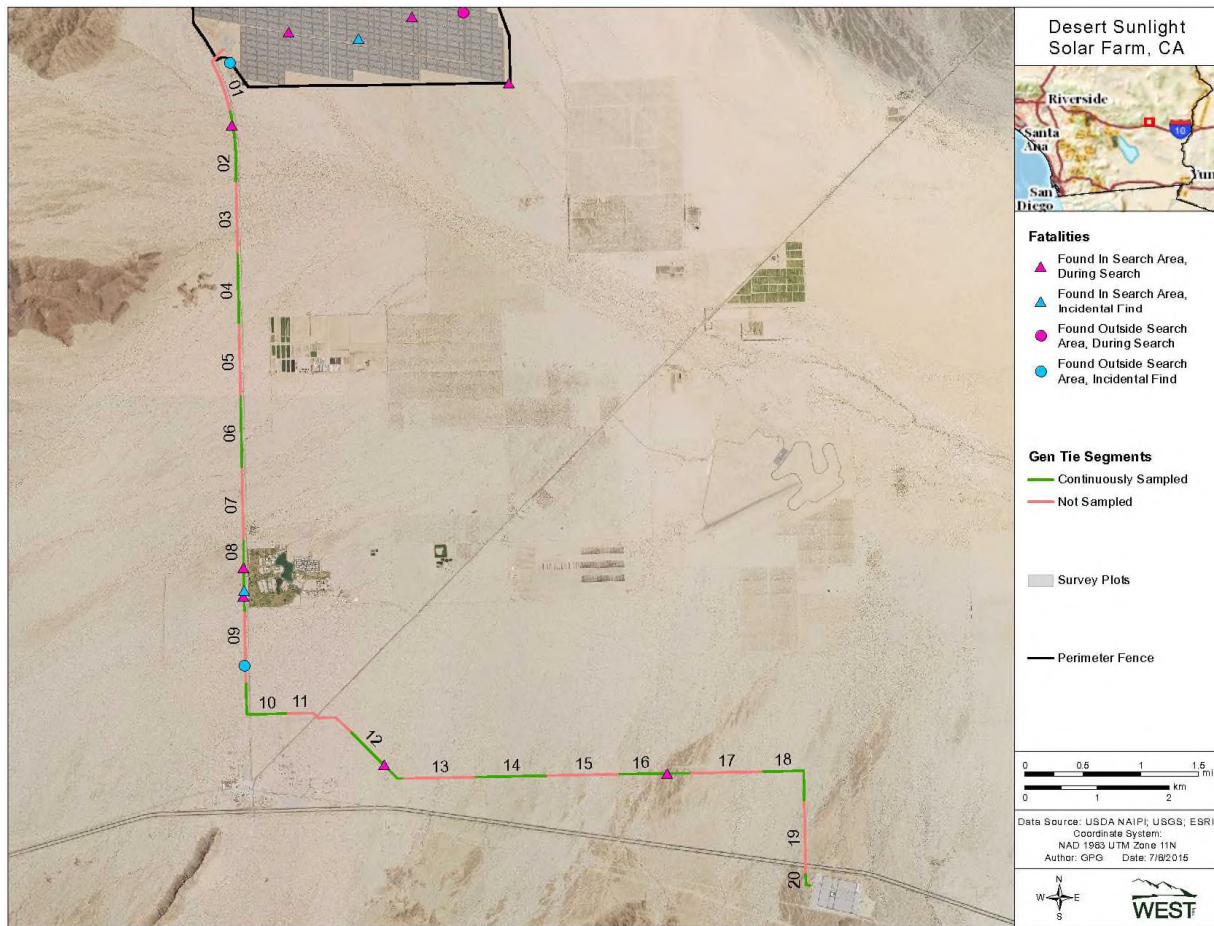 Desert Sunlight
Solar Farm, CA
Riverside
Santa
Ana
10
San
Diego
Yun
Fatalities
Found In Search Area,
During Search
Found In Search Area,
Incidental Find
Found Outside Search
Area, During Search
Found Outside Search
Area, Incidental Find
Gen Tie Segments
Continuously Sampled
Not Sampled
Survey Plots
Perimeter Fence
0 0.5 1 1.5
mi
km
0 1 2
Data Source: USDA NAIPI; USGS; ESRI
Coordinate System:
NAD 1983 UTM Zone 11N
Author: GPG Date: 7/8/2015
N
W E
S
WEST
01
02
03
04
05
06
07
08
09
10
11
12
13
14
15
16
17
18
19
20